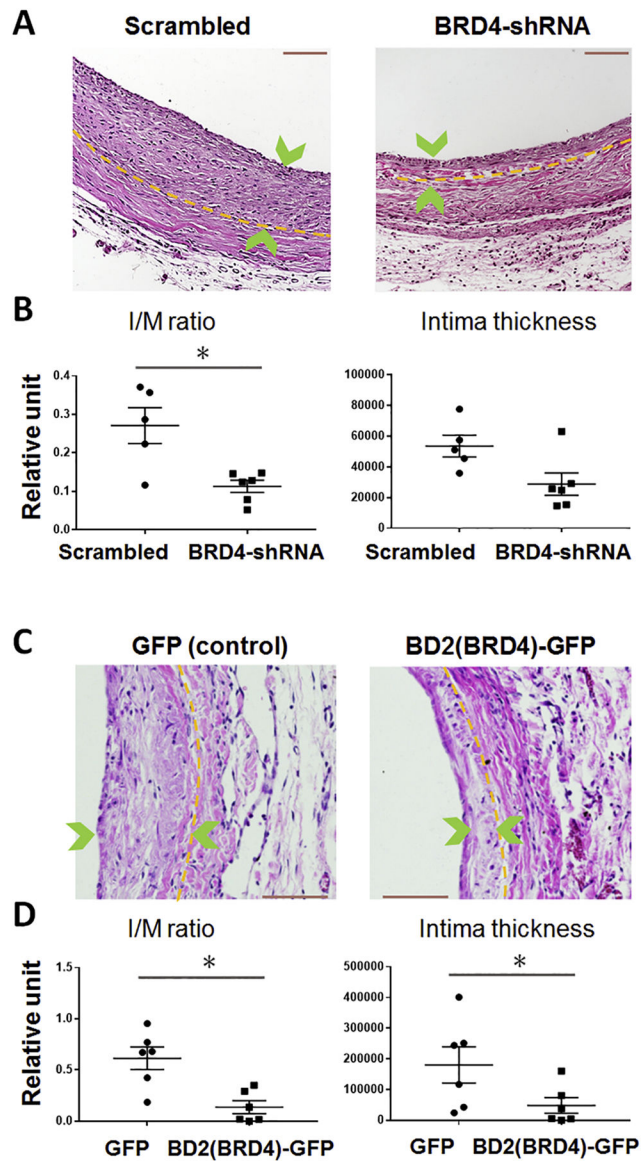 A
Scrabbled BRD4-shRNA
B
I/M ratio Intima thickness
Relative unit
*
0.4
0.3
0.2
0.1
0.0
Scrambled BRD4-shRNA
100000
80000
60000
40000
20000
0
Scrambled BRD4-shRNA
C
GFP (control) BD2(BRD4)-GFP
D
I/M ratio Intima thickness
Relative unit
*
1.5
1.0
0.5
0.0
GFP BD2(BRD4)-GFP
*
500000
400000
300000
200000
100000
0
GFP BD2(BRD4)-GFP